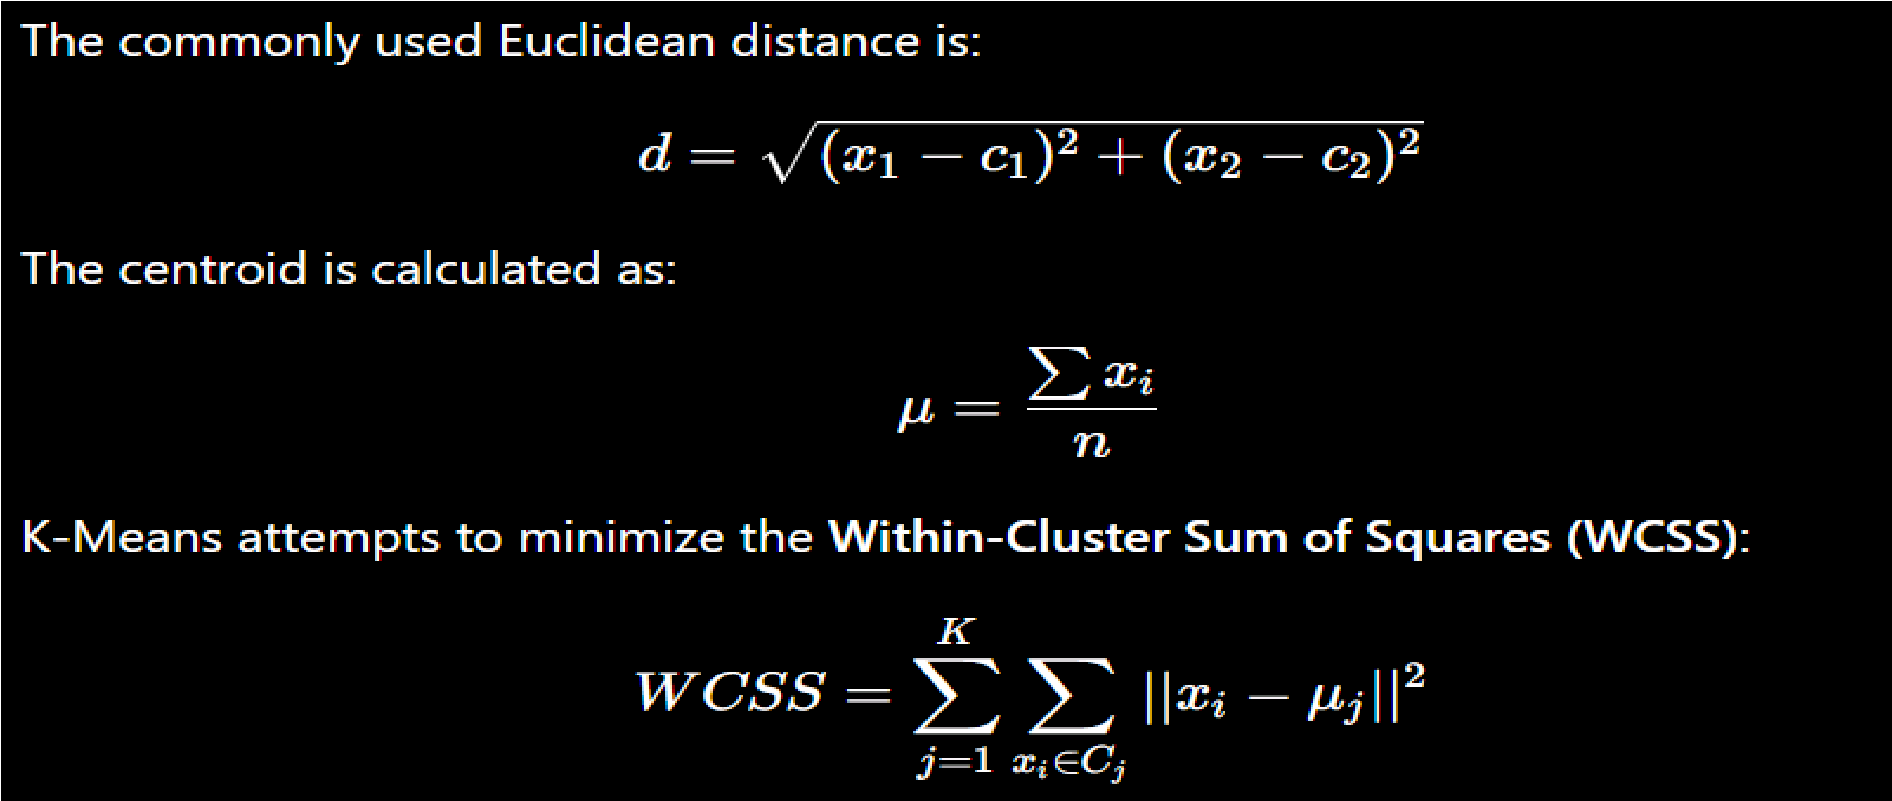 The commonly used Euclidean distance is:
d = √(x₁ − c₁)² + (x₂ − c₂)²
The centroid is calculated as:
μ = ∑ xᵢ / n
K-Means attempts to minimize the Within-Cluster Sum of Squares (WCSS):
WCSS = ∑_{j=1}^{K} ∑_{xᵢ∈Cⱼ} ||xᵢ − μⱼ||²